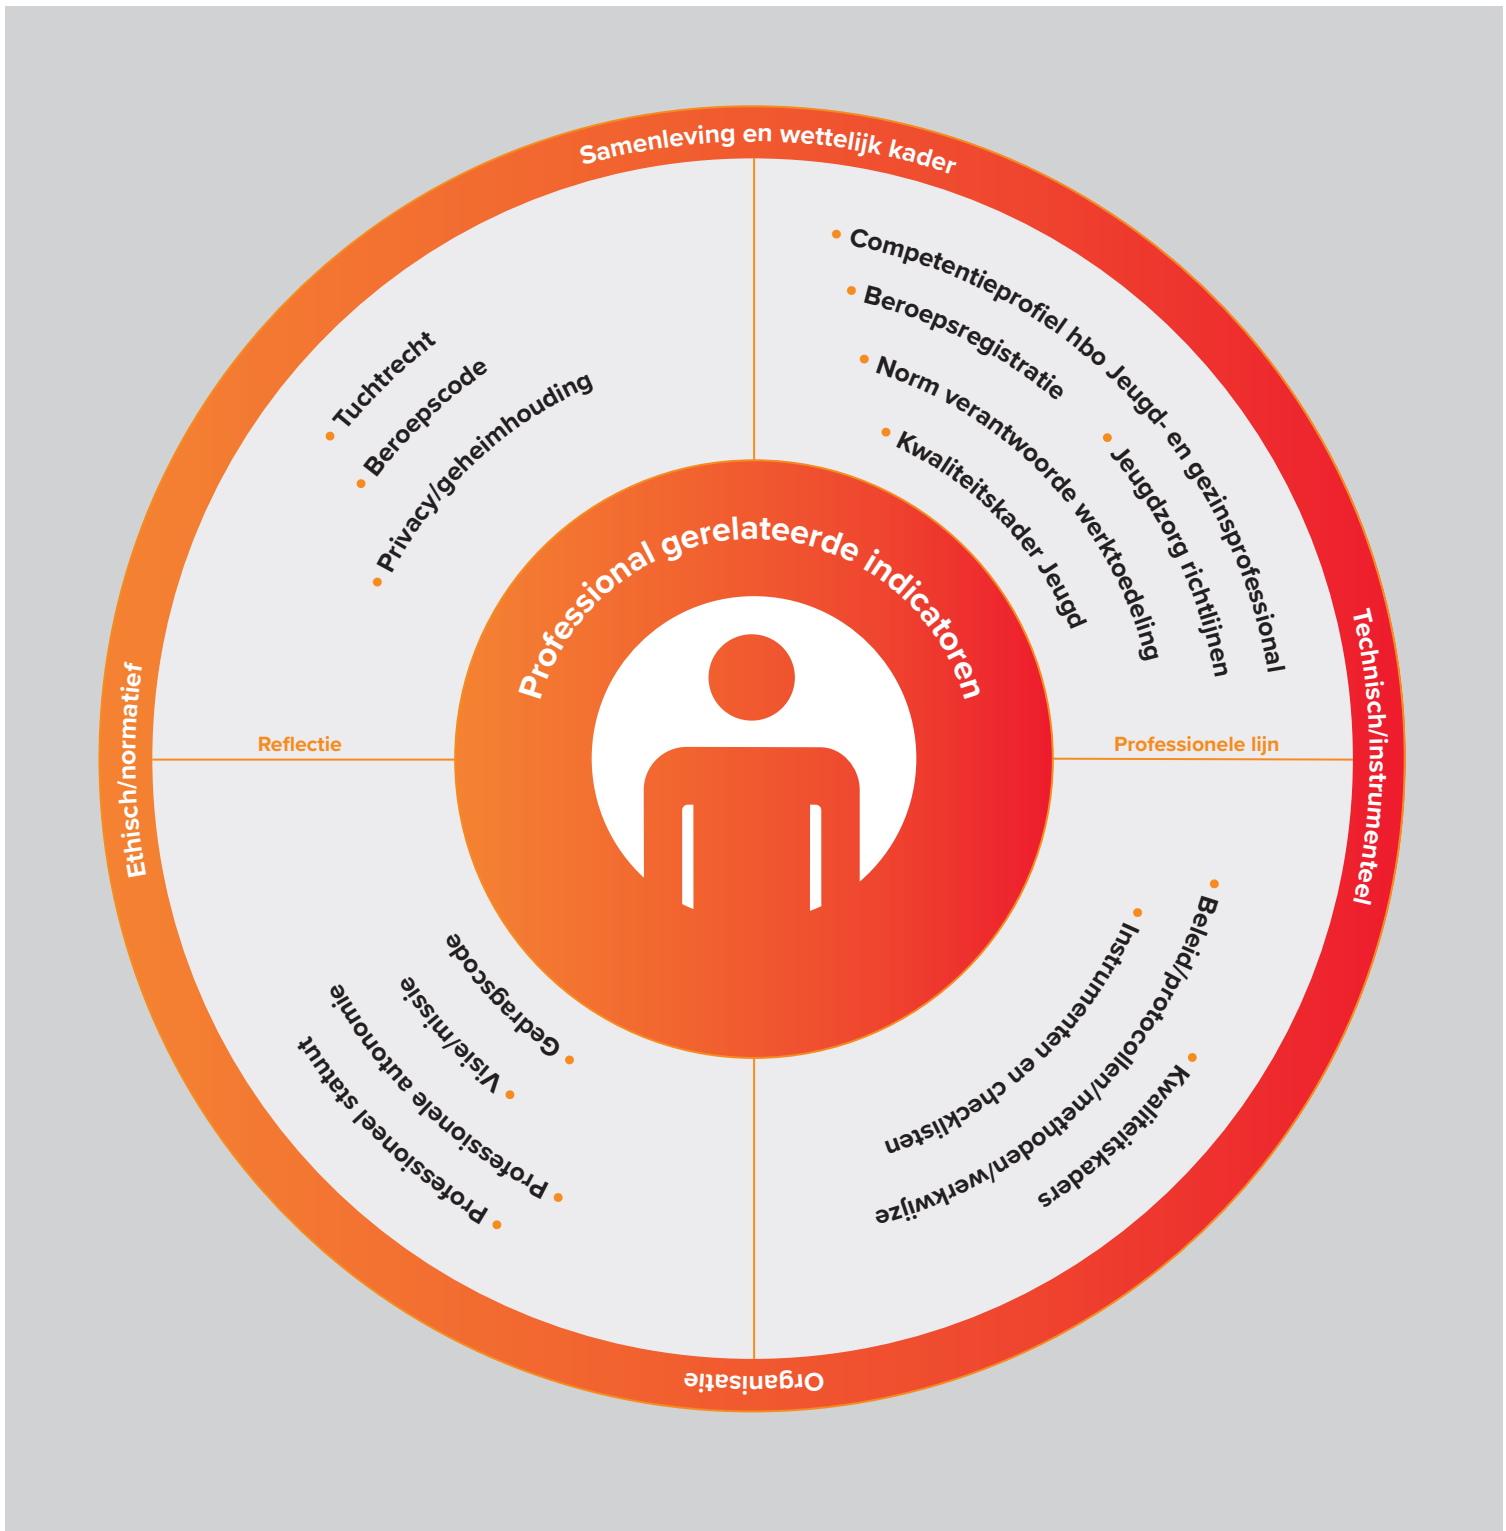 Samenleving en wettelijk kader
• Tuchtrecht
• Beroepscode
• Privacy/geheimhouding
• Competentieprofiel hbo Jeugd- en gezinsprofessional
• Beroepsregistratie
• Jeugdzorg richtlijnen
• Norm verantwoorde werktoedeling
• Kwaliteitskader Jeugd
Professional gerelateerde indicatoren
Ethisch/normatief
Reflectie
Professionele lijn
Technisch/instrumenteel
• Gedragscode
• Visie/missie
• Professionele autonomie
• Professioneel statuut
• Instrumenten en checklisten
• Beleid/protocollen/methoden/werkwijze
• Kwaliteitskaders
Organisatie